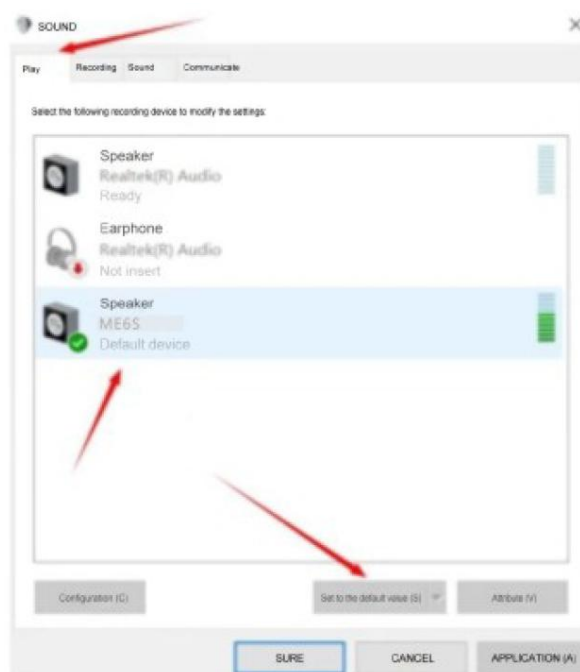 SOUND
Play Recording Sound Communicate
Select the following recording device to modify the settings:
Speaker
Realtek(R) Audio
Ready
Earphone
Realtek(R) Audio
Not insert
Speaker
ME6S
Default device
Configuration (C) Set to the default value (S) Attribute (V)
SURE CANCEL APPLICATION (A)